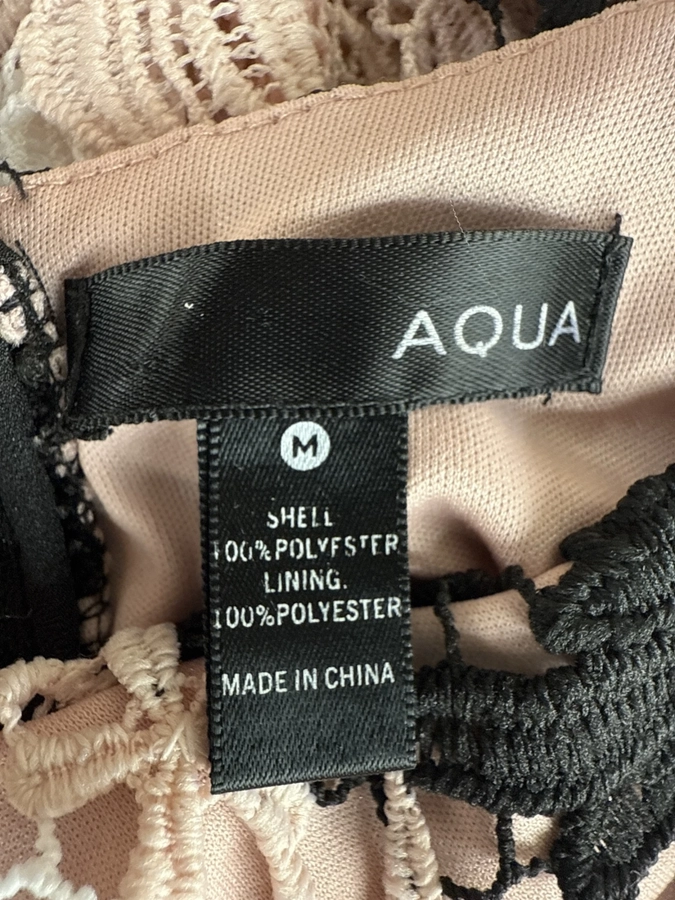 AQUA
M
SHELL
100%POLYESTER
LINING.
100%POLYESTER
MADE IN CHINA